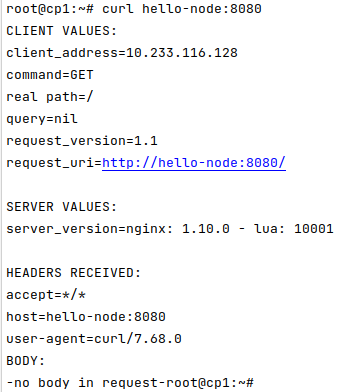 root@cp1:~# curl hello-node:8080
CLIENT VALUES:
client_address=10.233.116.128
command=GET
real path=/
query=nil
request_version=1.1
request_uri=http://hello-node:8080/
SERVER VALUES:
server_version=nginx: 1.10.0 - lua: 10001
HEADERS RECEIVED:
accept=*/*
host=hello-node:8080
user-agent=curl/7.68.0
BODY:
-no body in request-root@cp1:~#